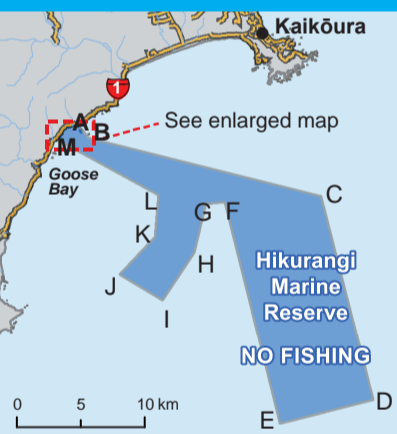 Kaikōura
1
A
B
See enlarged map
M
Goose
Bay
L
C
G F
K
H
Hikurangi
Marine
Reserve
J
I
NO FISHING
D
E
0 5 10 km